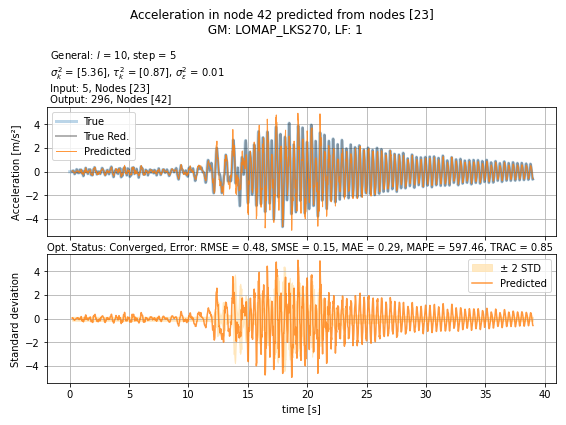 Acceleration in node 42 predicted from nodes [23]
GM: LOMAP_LKS270, LF: 1
General: l = 10, step = 5
σ²ₖ = [5.36], τ²ₖ = [0.87], σ²ε = 0.01
Input: 5, Nodes [23]
Output: 296, Nodes [42]
Acceleration [m/s²]
4
2
0
−2
−4
True
True Red.
Predicted
Opt. Status: Converged, Error: RMSE = 0.48, SMSE = 0.15, MAE = 0.29, MAPE = 597.46, TRAC = 0.85
Standard deviation
4
2
0
−2
−4
± 2 STD
Predicted
0 5 10 15 20 25 30 35 40
time [s]